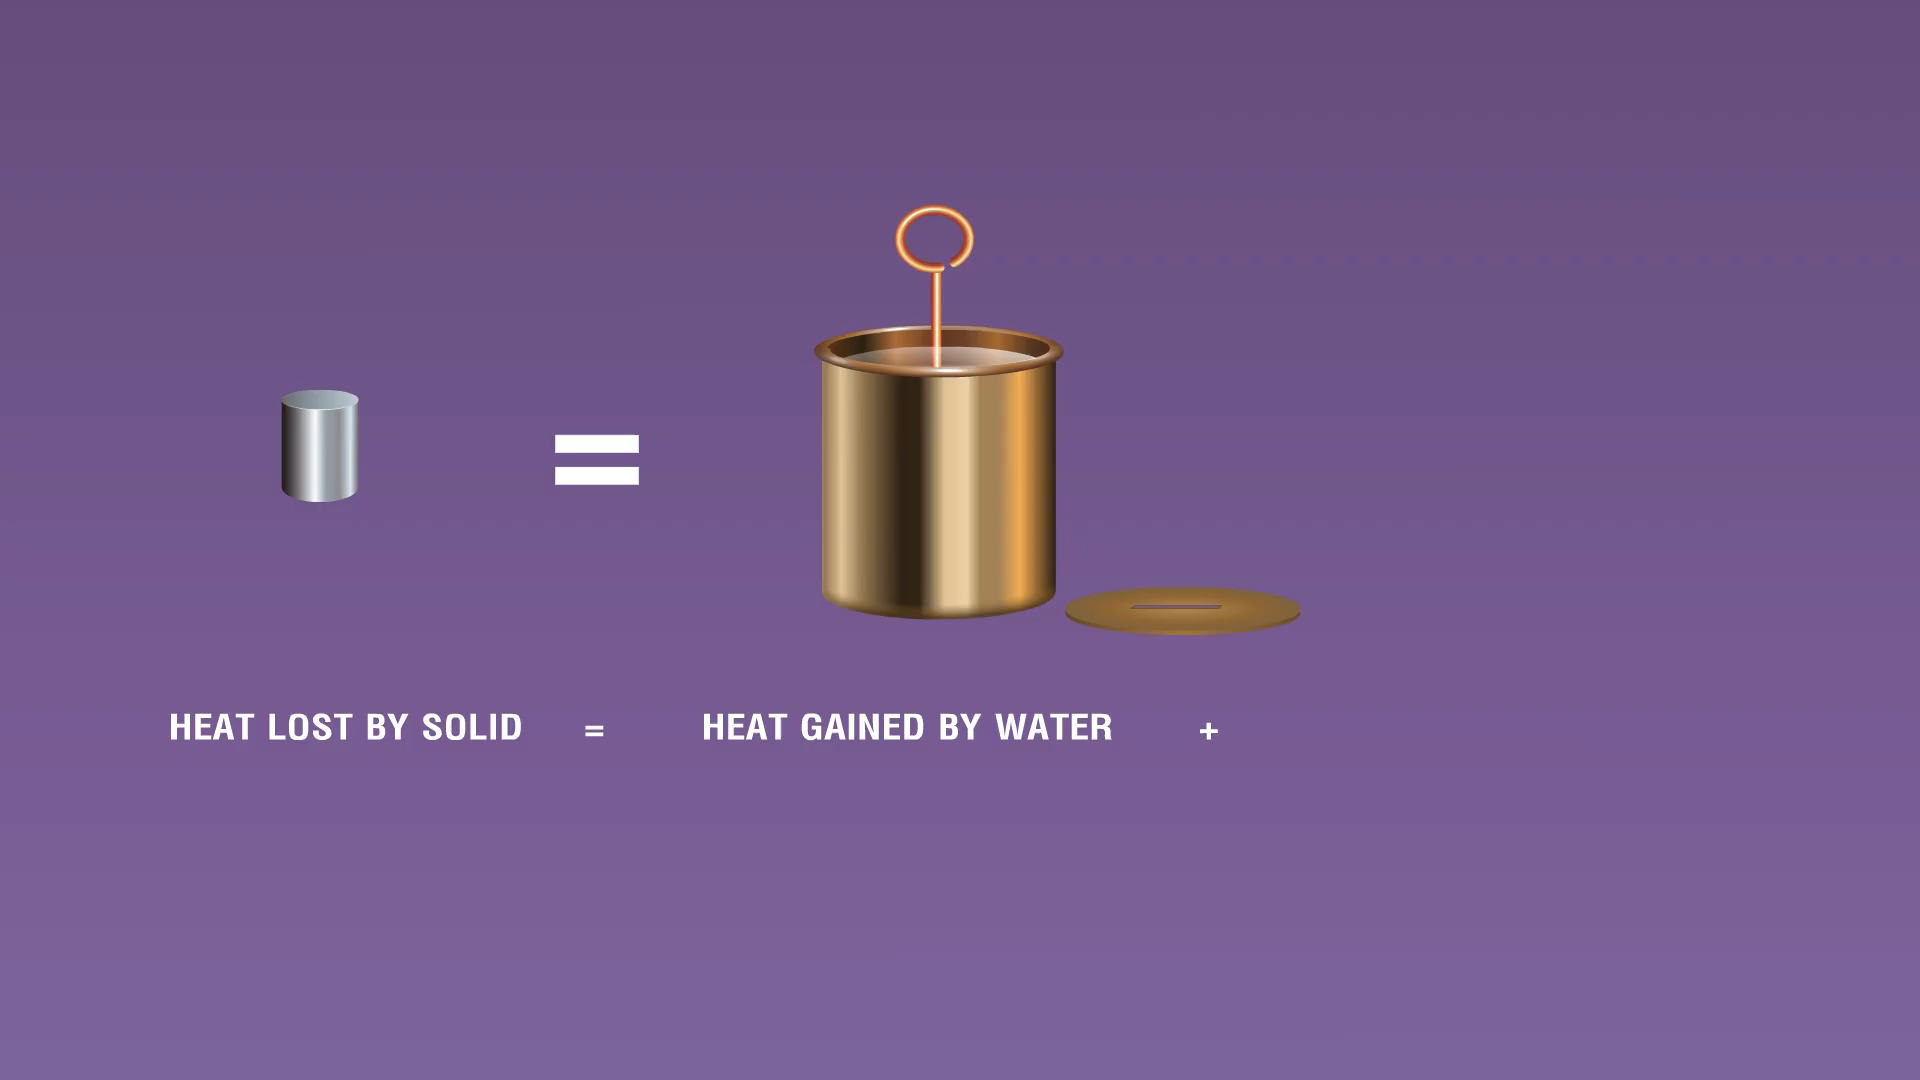 HEAT LOST BY SOLID = HEAT GAINED BY WATER +